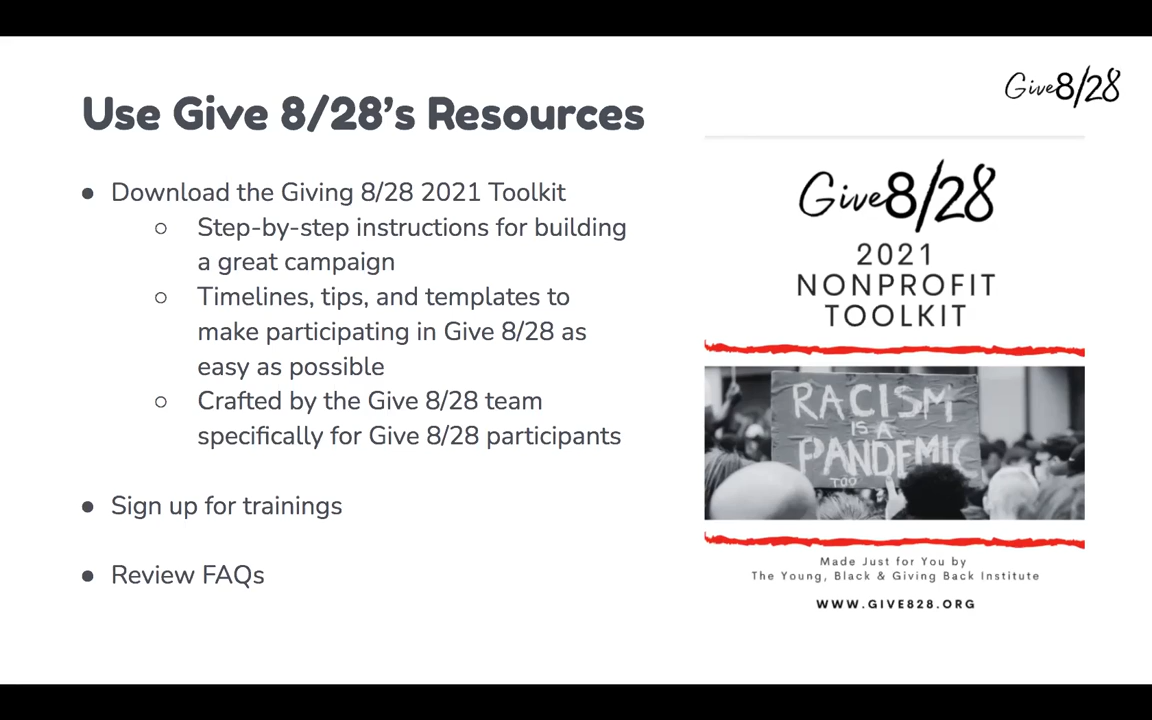 Give8/28
Use Give 8/28’s Resources
● Download the Giving 8/28 2021 Toolkit
○ Step-by-step instructions for building
a great campaign
○ Timelines, tips, and templates to
make participating in Give 8/28 as
easy as possible
○ Crafted by the Give 8/28 team
specifically for Give 8/28 participants
● Sign up for trainings
● Review FAQs
Give8/28
2021
NONPROFIT
TOOLKIT
RACISM
IS A
PANDEMIC
TOO
Made Just for You by
The Young, Black & Giving Back Institute
WWW.GIVE828.ORG